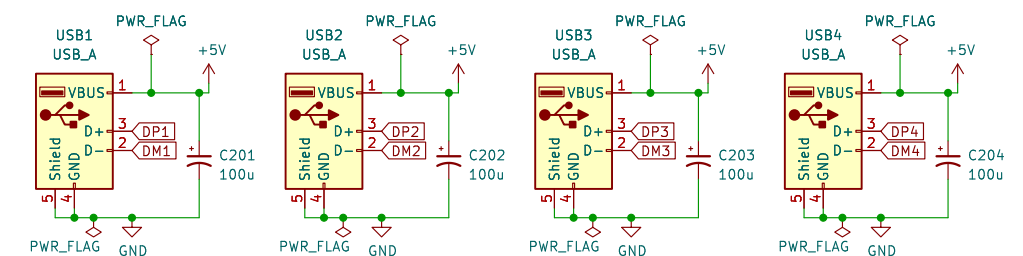 PWR_FLAG
USB1
USB_A
+5V
VBUS
1
D+
3
DP1
D-
2
DM1
Shield
GND
5
4
+
C201
100u
PWR_FLAG
GND
PWR_FLAG
USB2
USB_A
+5V
VBUS
1
D+
3
DP2
D-
2
DM2
Shield
GND
5
4
+
C202
100u
PWR_FLAG
GND
PWR_FLAG
USB3
USB_A
+5V
VBUS
1
D+
3
DP3
D-
2
DM3
Shield
GND
5
4
+
C203
100u
PWR_FLAG
GND
PWR_FLAG
USB4
USB_A
+5V
VBUS
1
D+
3
DP4
D-
2
DM4
Shield
GND
5
4
+
C204
100u
PWR_FLAG
GND